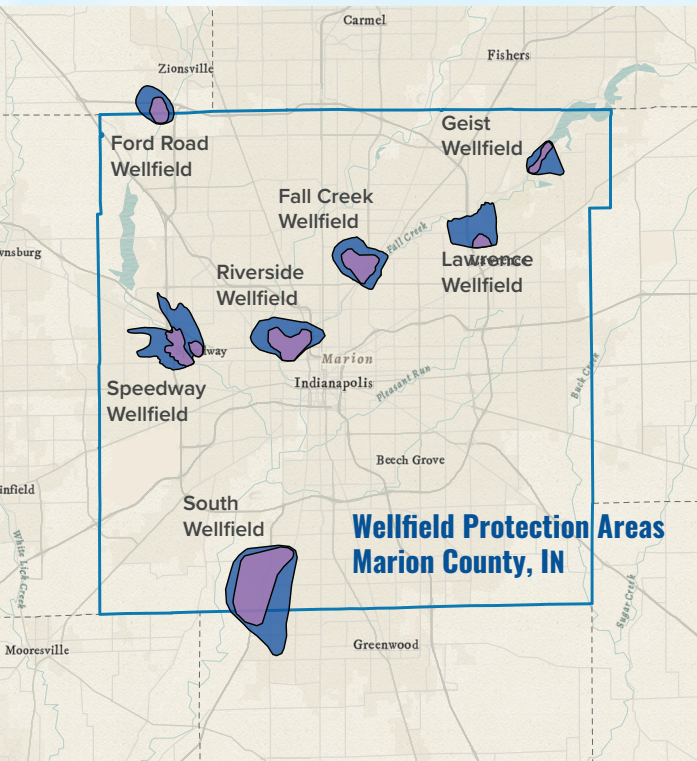 Carmel
Fishers
Zionsville
Geist
Wellfield
Ford Road
Wellfield
Fall Creek
Wellfield
Fall Creek
wnsburg
Lawrence
Wellfield
Riverside
Wellfield
lway
Marion
Indianapolis
Pleasant Run
Buck Creek
Speedway
Wellfield
Beech Grove
infield
South
Wellfield
Wellfield Protection Areas
Marion County, IN
White Lick Creek
Sugar Creek
Mooresville
Greenwood